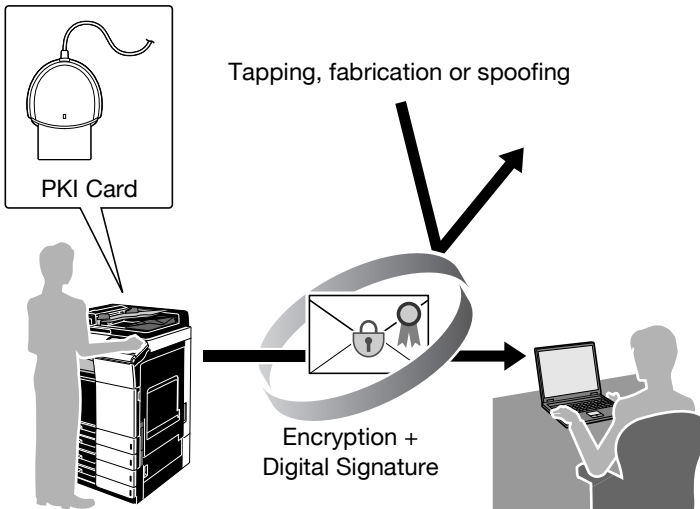 Tapping, fabrication or spoofing
PKI Card
Encryption +
Digital Signature